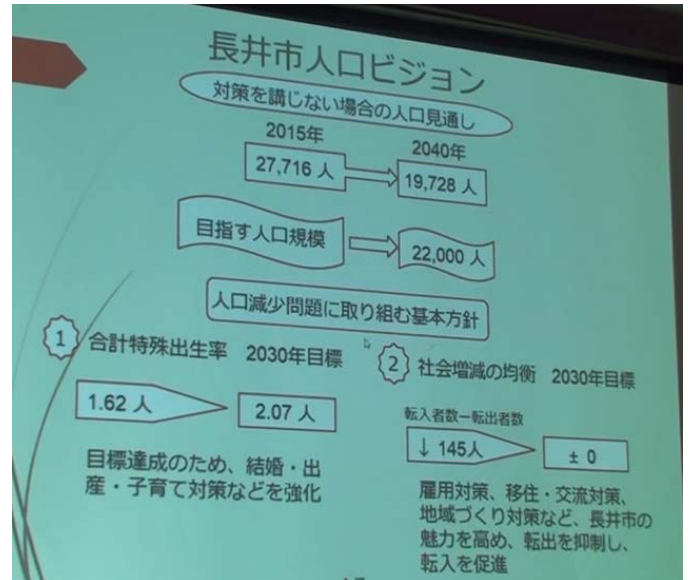 長井市人口ビジョン
対策を講じない場合の人口見通し
2015年
2040年
27,716 人
19,728 人
目指す人口規模
22,000 人
人口減少問題に取り組む基本方針
1
合計特殊出生率 2030年目標
1.62 人
2.07 人
目標達成のため、結婚・出
産・子育て対策などを強化
2
社会増減の均衡 2030年目標
転入者数ー転出者数
↓ 145人
± 0
雇用対策、移住・交流対策、
地域づくり対策など、長井市の
魅力を高め、転出を抑制し、
転入を促進